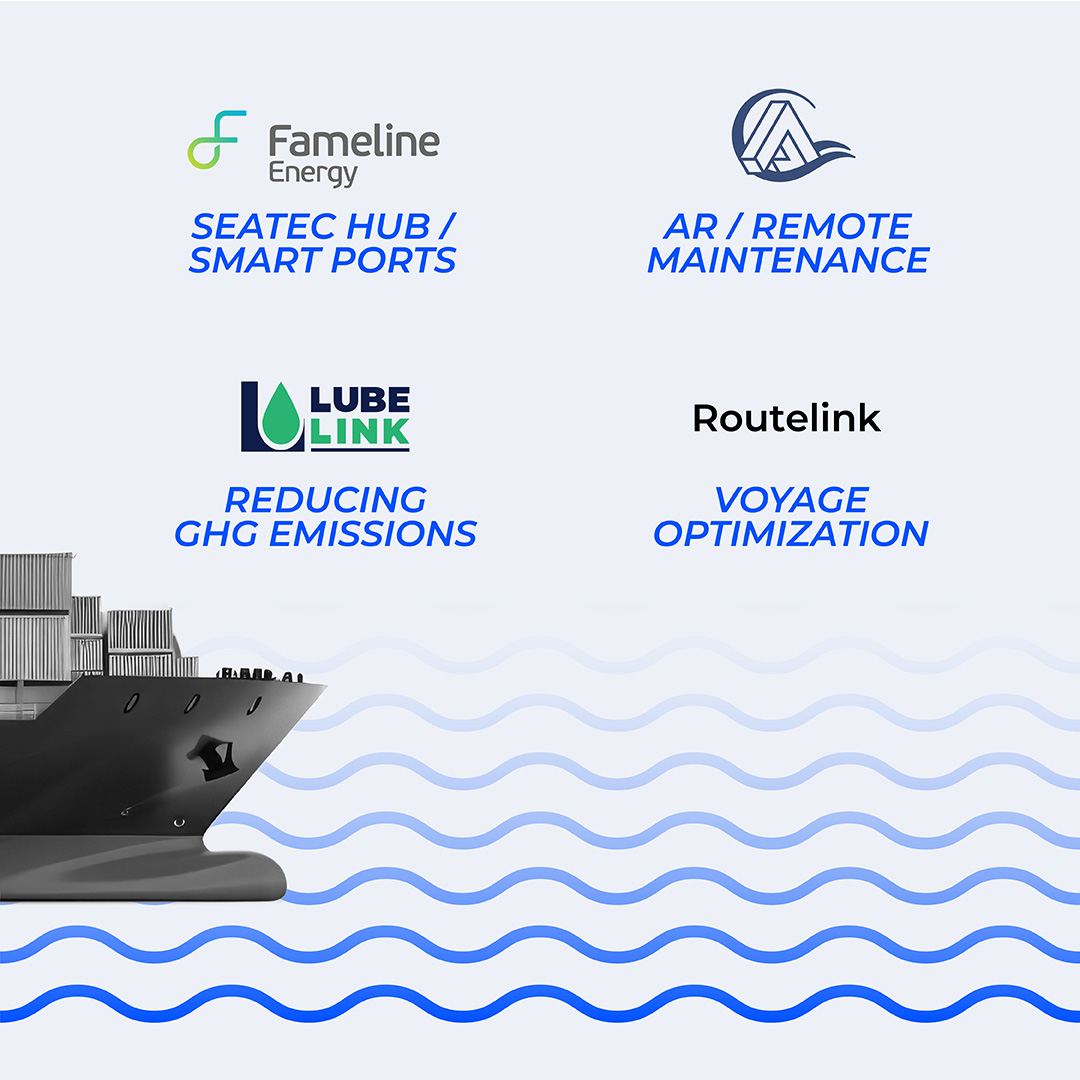 Fameline
Energy
SEATEC HUB /
SMART PORTS
AR / REMOTE
MAINTENANCE
LUBE
LINK
REDUCING
GHG EMISSIONS
Routelink
VOYAGE
OPTIMIZATION